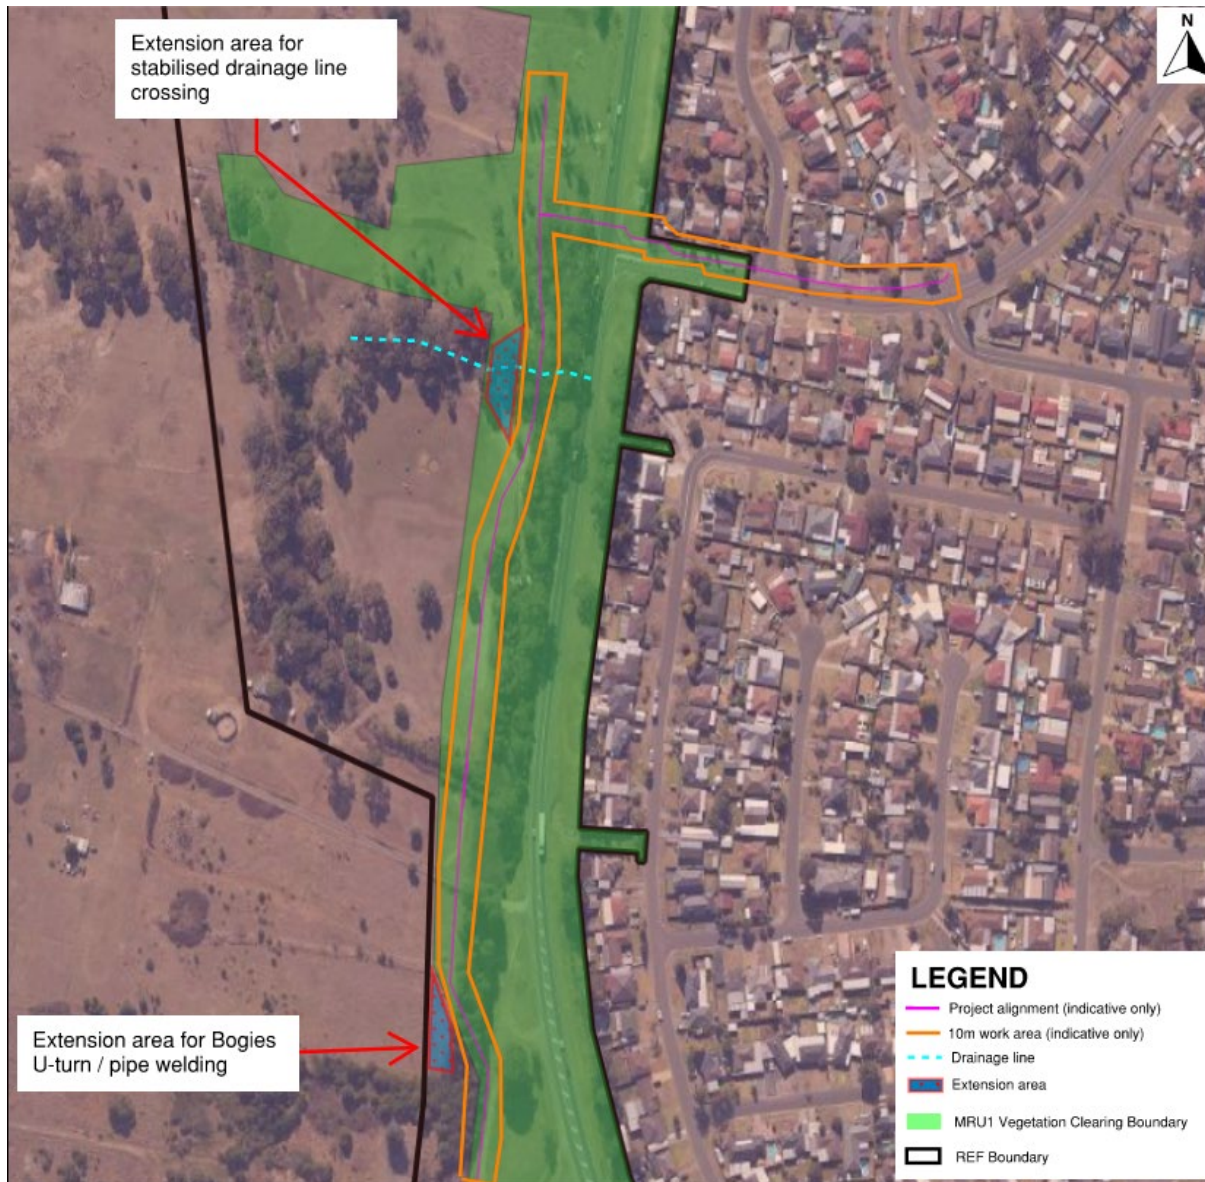 Extension area for
stabilised drainage line
crossing
N
Extension area for Bogies
U-turn / pipe welding
LEGEND
Project alignment (indicative only)
10m work area (indicative only)
Drainage line
Extension area
MRU1 Vegetation Clearing Boundary
REF Boundary